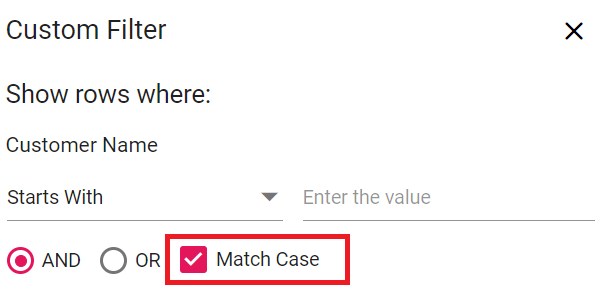 Custom Filter
Show rows where:
Customer Name
Starts With Enter the value
AND OR Match Case